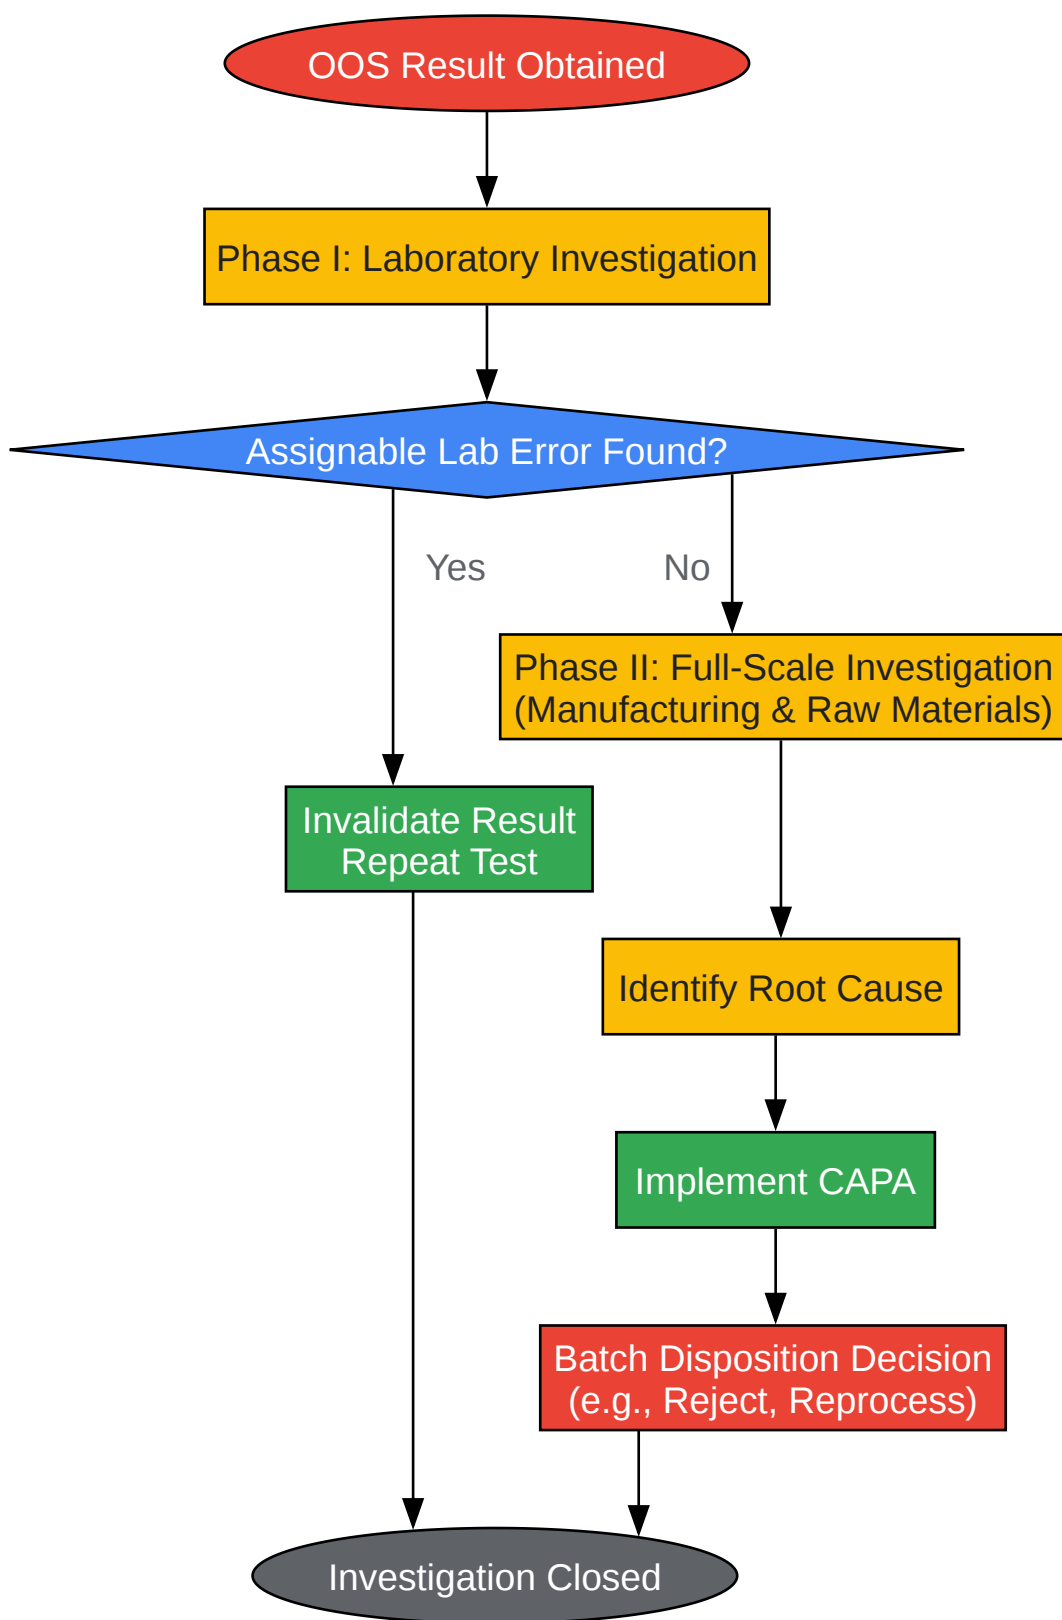 OOS Result Obtained
Phase I: Laboratory Investigation
Assignable Lab Error Found?
Yes
No
Phase II: Full-Scale Investigation
(Manufacturing & Raw Materials)
Invalidate Result
Repeat Test
Identify Root Cause
Implement CAPA
Batch Disposition Decision
(e.g., Reject, Reprocess)
Investigation Closed